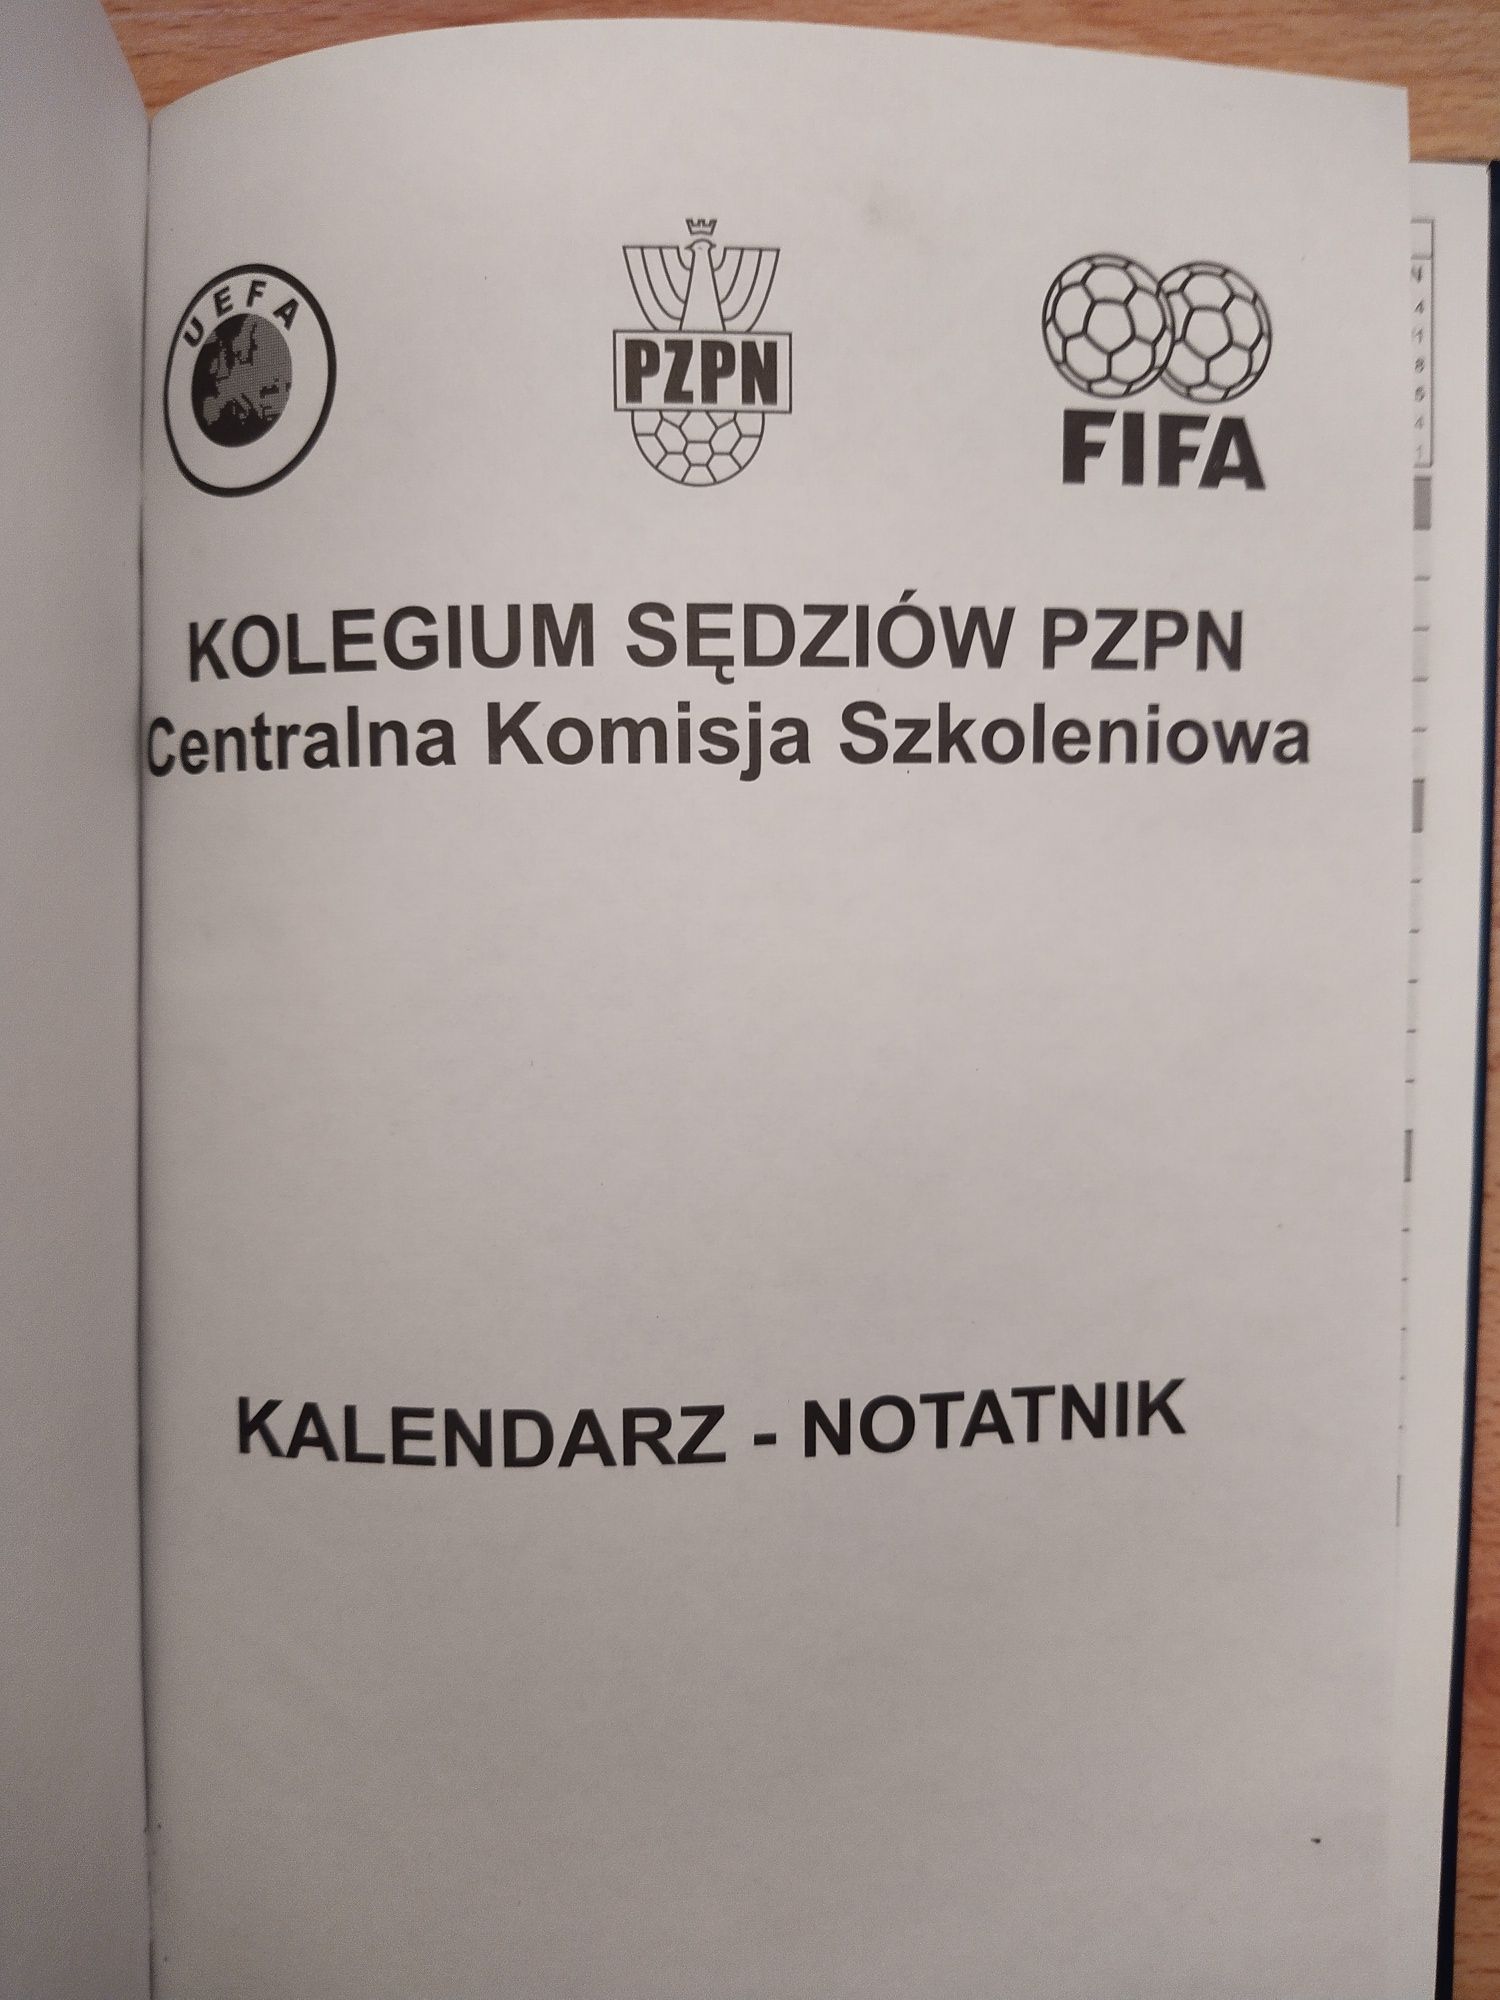 UEFA
PZPN
FIFA
KOLEGIUM SĘDZIÓW PZPN
Centralna Komisja Szkoleniowa
KALENDARZ - NOTATNIK